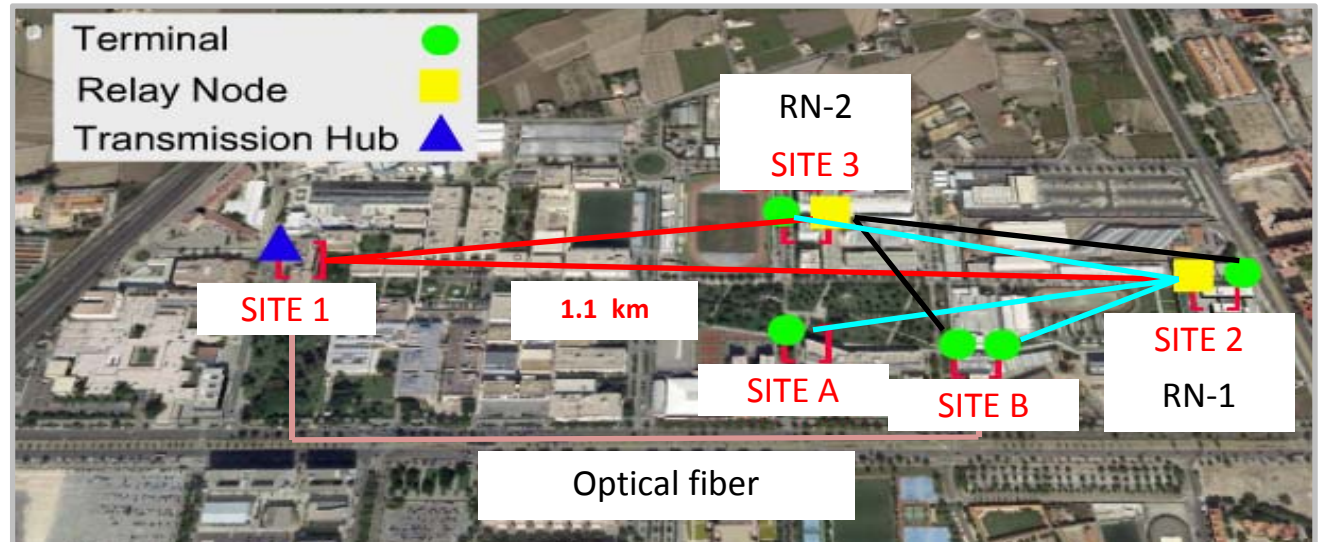 Terminal
Relay Node
Transmission Hub
RN-2
SITE 3
SITE 1
1.1 km
SITE A
SITE B
SITE 2
RN-1
Optical fiber